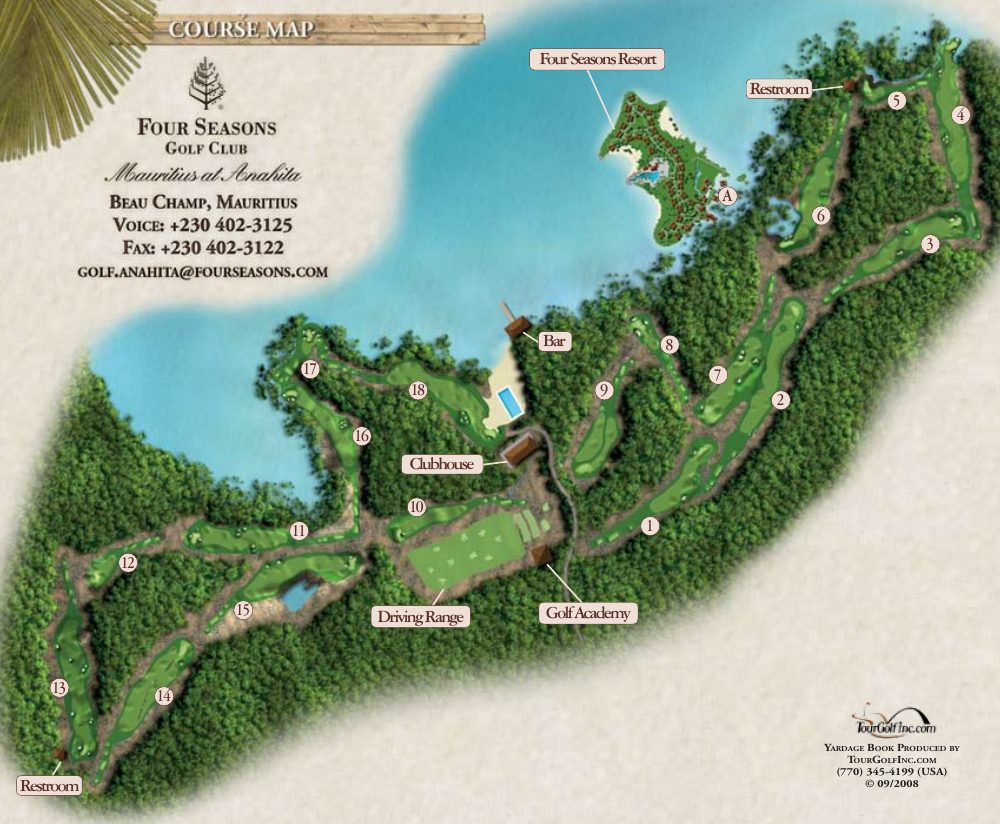 COURSE MAP
FOUR SEASONS
GOLF CLUB
Mauritius at Anahita
BEAU CHAMP, MAURITIUS
VOICE: +230 402-3125
FAX: +230 402-3122
GOLF.ANAHITA@FOURSEASONS.COM
Four Seasons Resort
Restroom
5
4
A
6
3
Bar
8
17
7
18
9
2
16
Clubhouse
10
1
11
12
15
Driving Range
Golf Academy
13
14
Restroom
TourGolfInc.com
YARDAGE BOOK PRODUCED BY
TOURGOLFINC.COM
(770) 345-4199 (USA)
© 09/2008